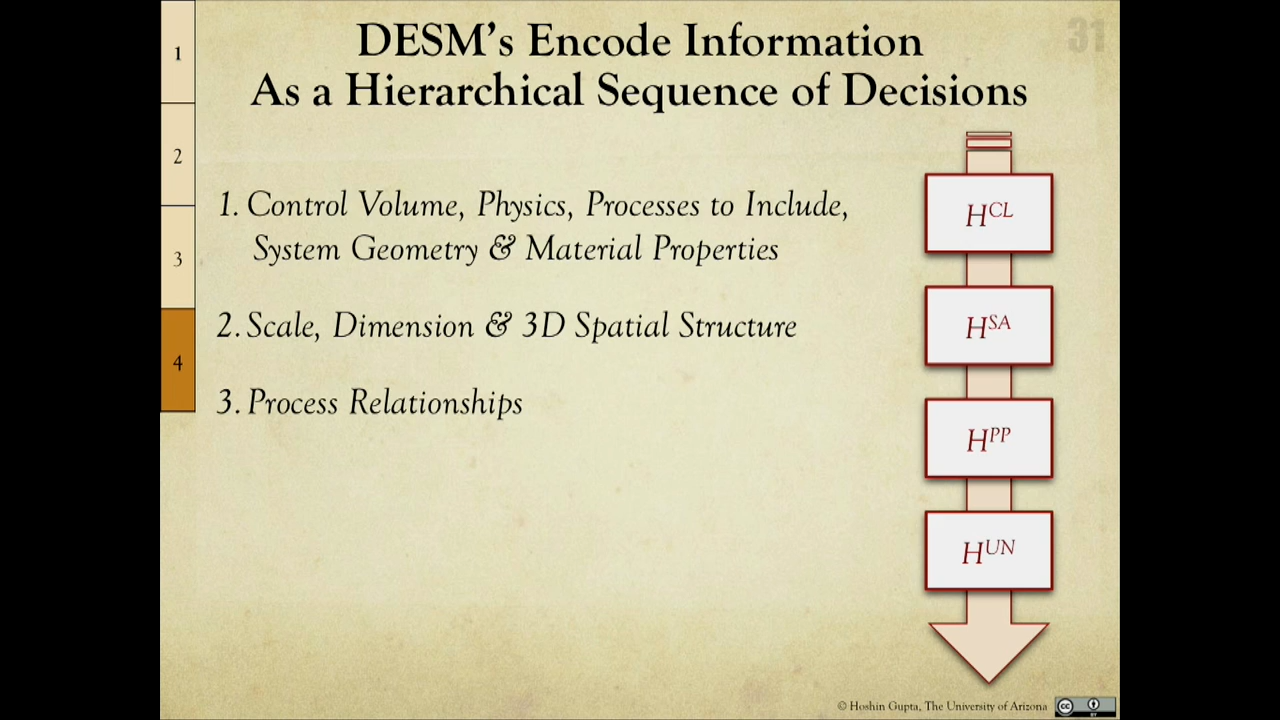 31
DESM's Encode Information
As a Hierarchical Sequence of Decisions
1
2
3
4
1. Control Volume, Physics, Processes to Include,
System Geometry & Material Properties
2. Scale, Dimension & 3D Spatial Structure
3. Process Relationships
H^CL
H^SA
H^PP
H^UN
© Hoshin Gupta, The University of Arizona
cc
BY